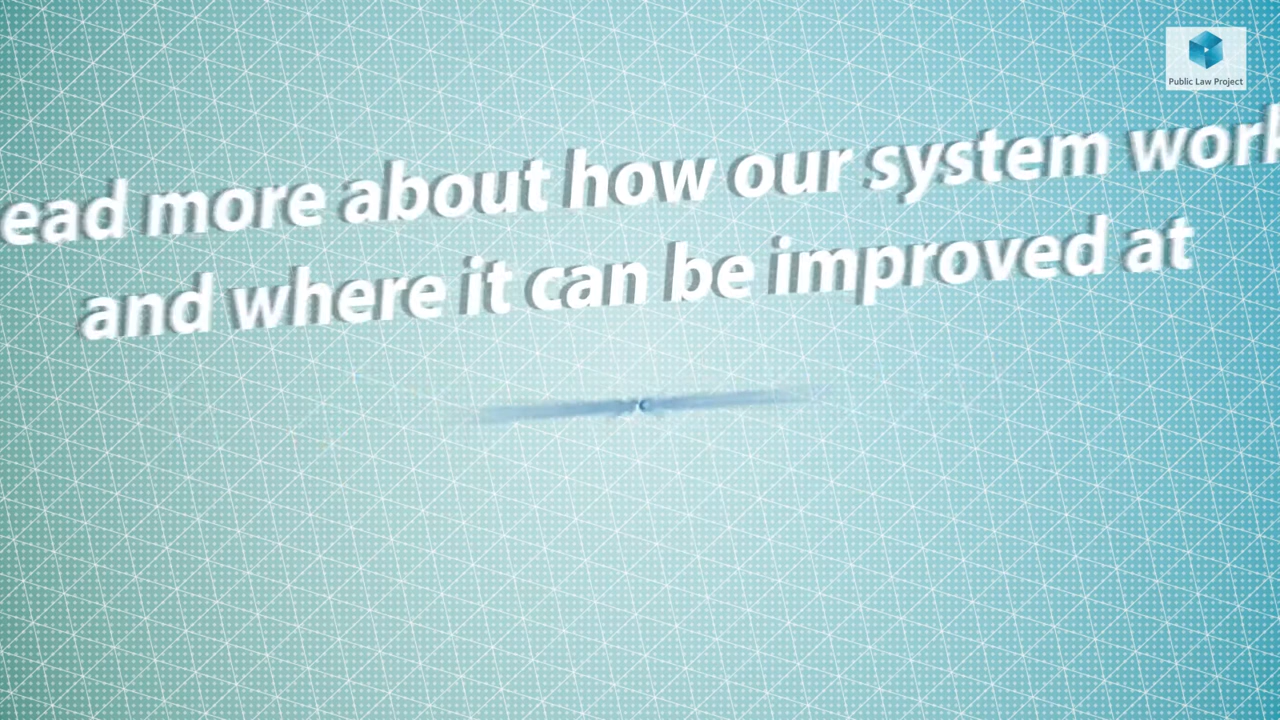 Public Law Project
ead more about how our system work
and where it can be improved at